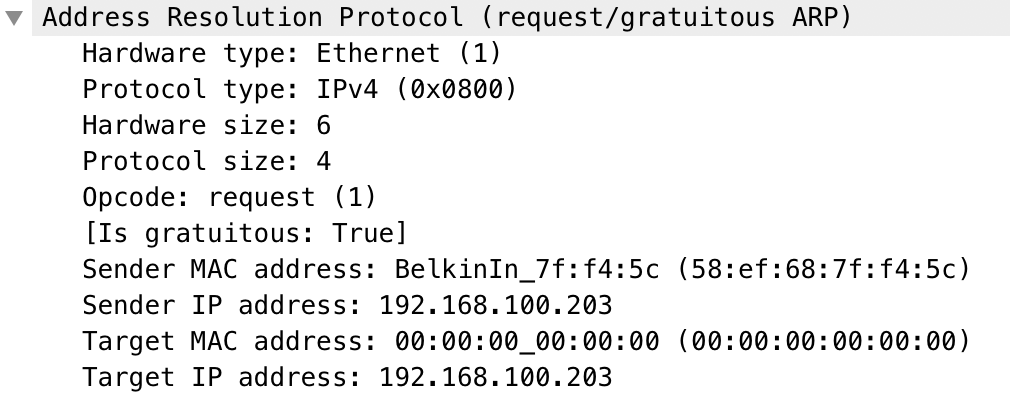 Address Resolution Protocol (request/gratuitous ARP)
Hardware type: Ethernet (1)
Protocol type: IPv4 (0x0800)
Hardware size: 6
Protocol size: 4
Opcode: request (1)
[Is gratuitous: True]
Sender MAC address: BelkinIn_7f:f4:5c (58:ef:68:7f:f4:5c)
Sender IP address: 192.168.100.203
Target MAC address: 00:00:00_00:00:00 (00:00:00:00:00:00)
Target IP address: 192.168.100.203